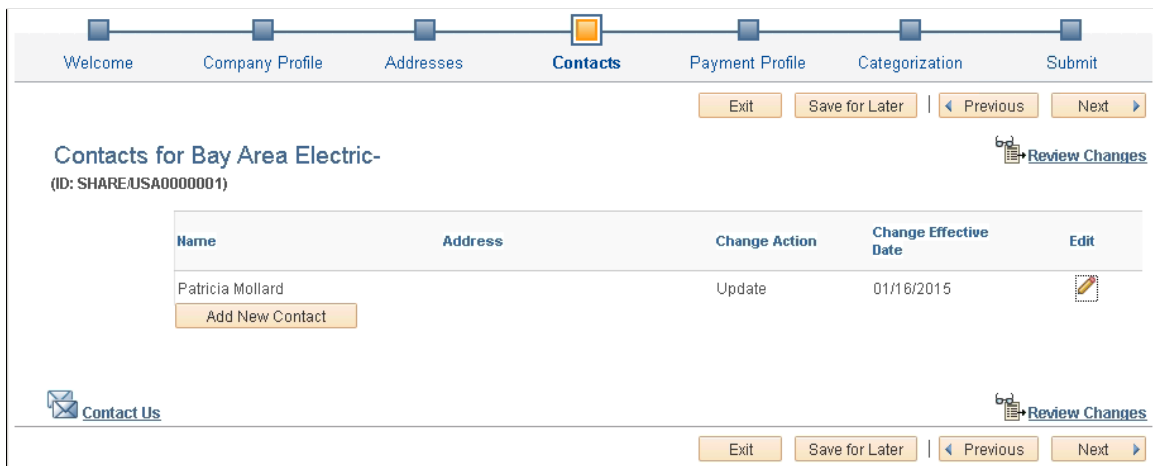 Welcome Company Profile Addresses Contacts Payment Profile Categorization Submit
Exit Save for Later | Previous Next
Contacts for Bay Area Electric-
Review Changes
(ID: SHARE/USA0000001)
Name Address Change Action Change Effective Date Edit
Patricia Mollard Update 01/16/2015
Add New Contact
Contact Us
Review Changes
Exit Save for Later | Previous Next